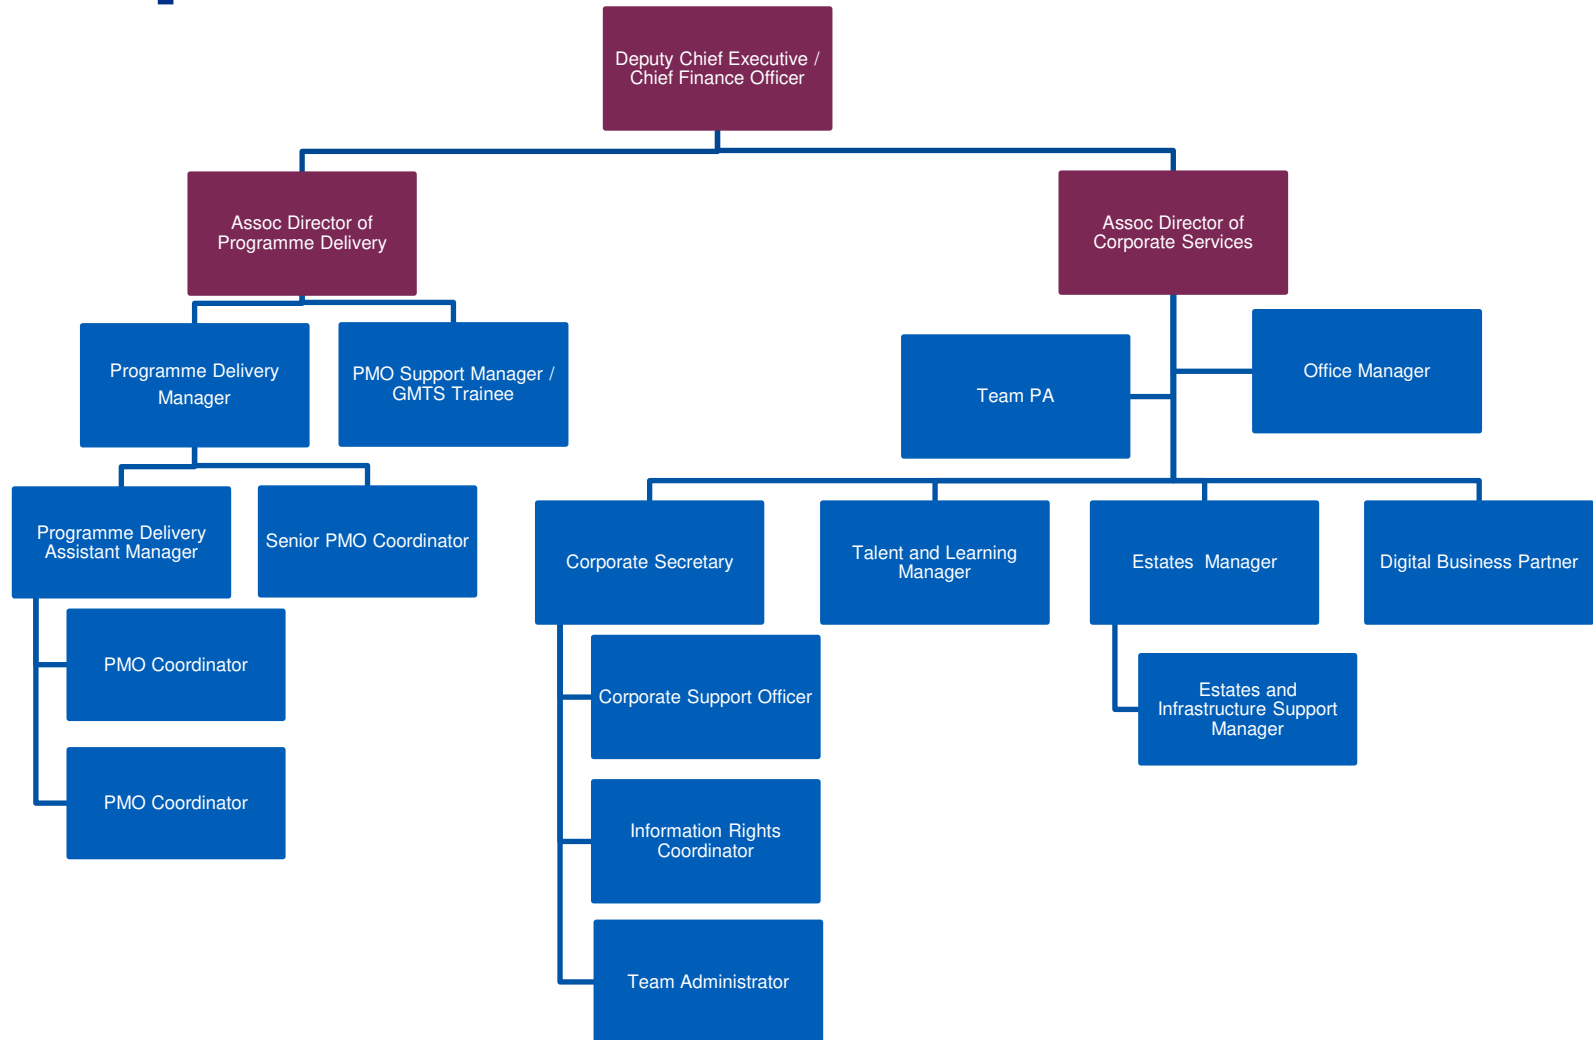 Deputy Chief Executive /
Chief Finance Officer
Assoc Director of
Programme Delivery
Assoc Director of
Corporate Services
Programme Delivery
Manager
PMO Support Manager /
GMTS Trainee
Team PA
Office Manager
Programme Delivery
Assistant Manager
Senior PMO Coordinator
Corporate Secretary
Talent and Learning
Manager
Estates Manager
Digital Business Partner
PMO Coordinator
Corporate Support Officer
Estates and
Infrastructure Support
Manager
PMO Coordinator
Information Rights
Coordinator
Team Administrator